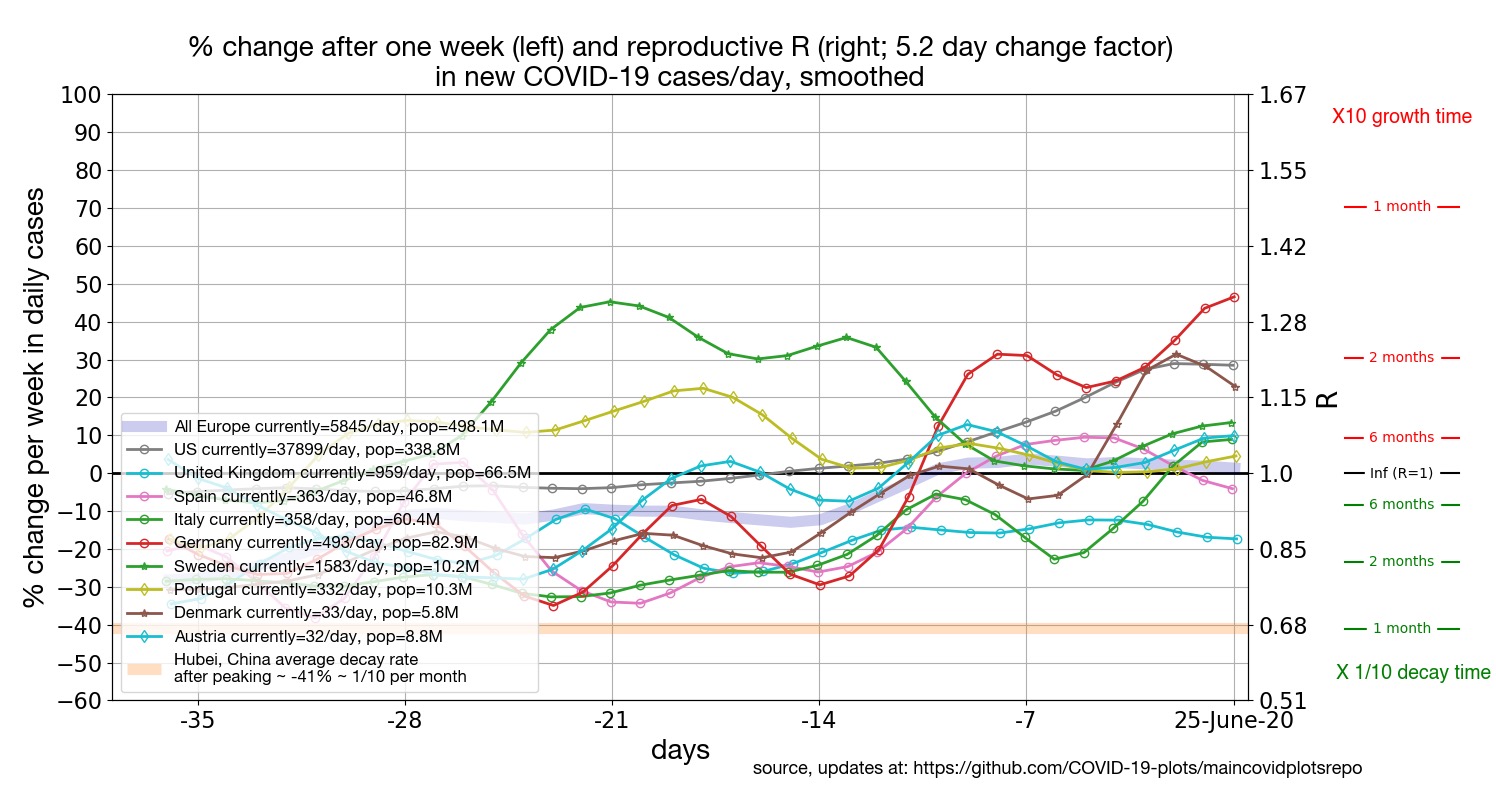 % change after one week (left) and reproductive R (right; 5.2 day change factor)
in new COVID-19 cases/day, smoothed
% change per week in daily cases
100
90
80
70
60
50
40
30
20
10
0
−10
−20
−30
−40
−50
−60
All Europe currently=5845/day, pop=498.1M
US currently=37899/day, pop=338.8M
United Kingdom currently=959/day, pop=66.5M
Spain currently=363/day, pop=46.8M
Italy currently=358/day, pop=60.4M
Germany currently=493/day, pop=82.9M
Sweden currently=1583/day, pop=10.2M
Portugal currently=332/day, pop=10.3M
Denmark currently=33/day, pop=5.8M
Austria currently=32/day, pop=8.8M
Hubei, China average decay rate
after peaking ~ -41% ~ 1/10 per month
-35
-28
-21
-14
-7
25-June-20
days
1.67
1.55
1.42
1.28
1.15
1.0
0.85
0.68
0.51
R
X10 growth time
1 month
2 months
6 months
Inf (R=1)
6 months
2 months
1 month
X 1/10 decay time
source, updates at: https://github.com/COVID-19-plots/maincovidplotsrepo